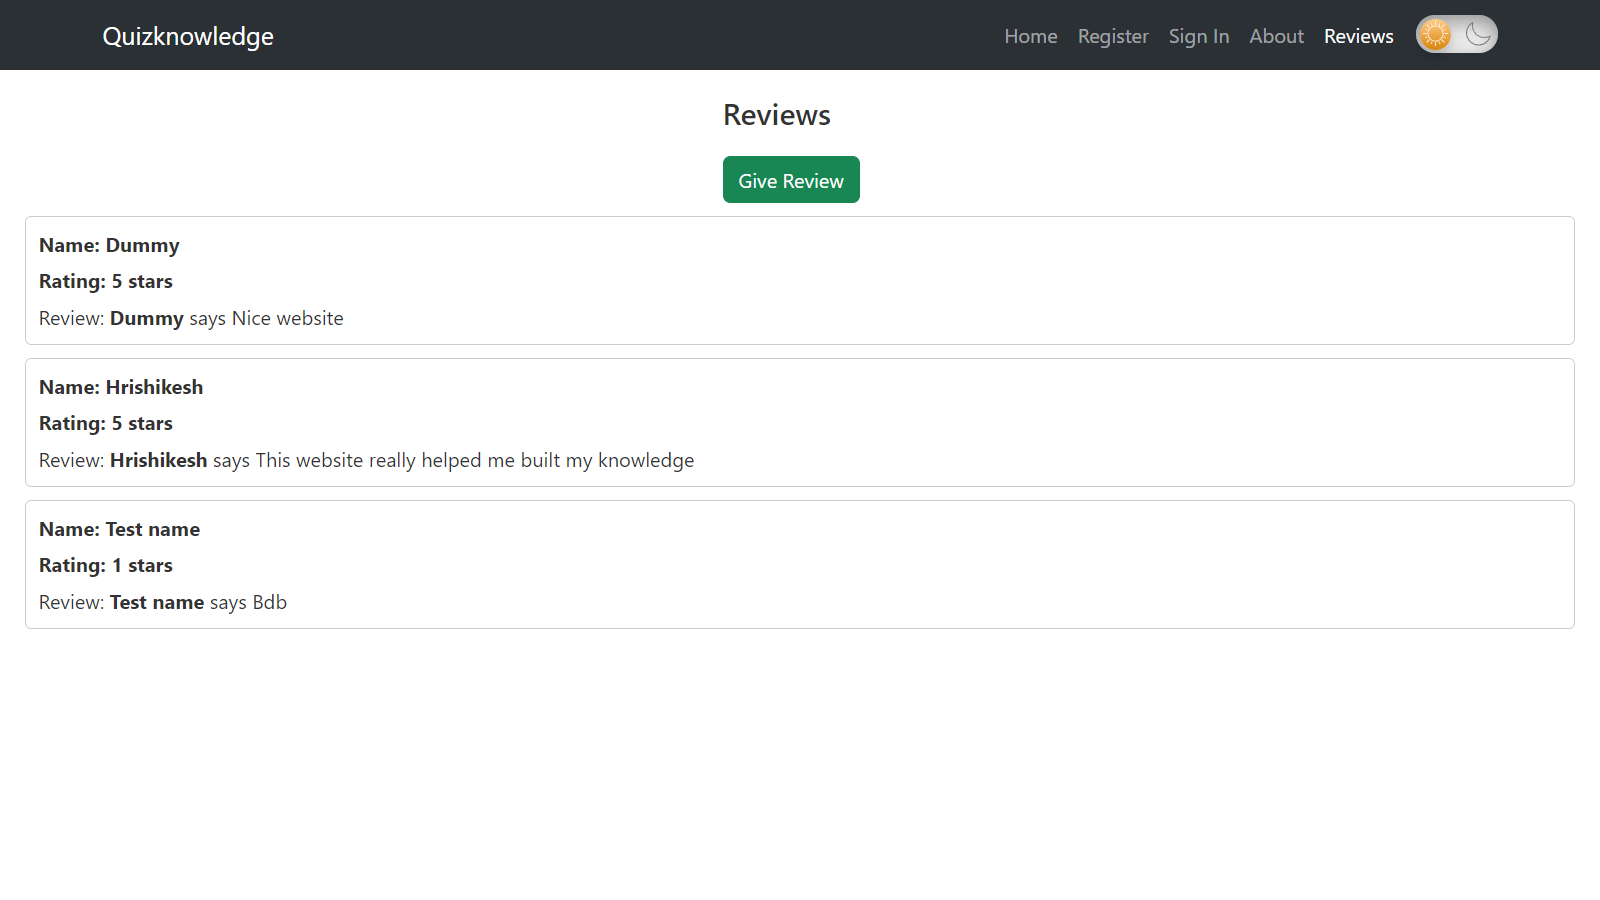 Quizknowledge
Home Register Sign In About Reviews
Reviews
Give Review
Name: Dummy
Rating: 5 stars
Review: Dummy says Nice website
Name: Hrishikesh
Rating: 5 stars
Review: Hrishikesh says This website really helped me built my knowledge
Name: Test name
Rating: 1 stars
Review: Test name says Bdb